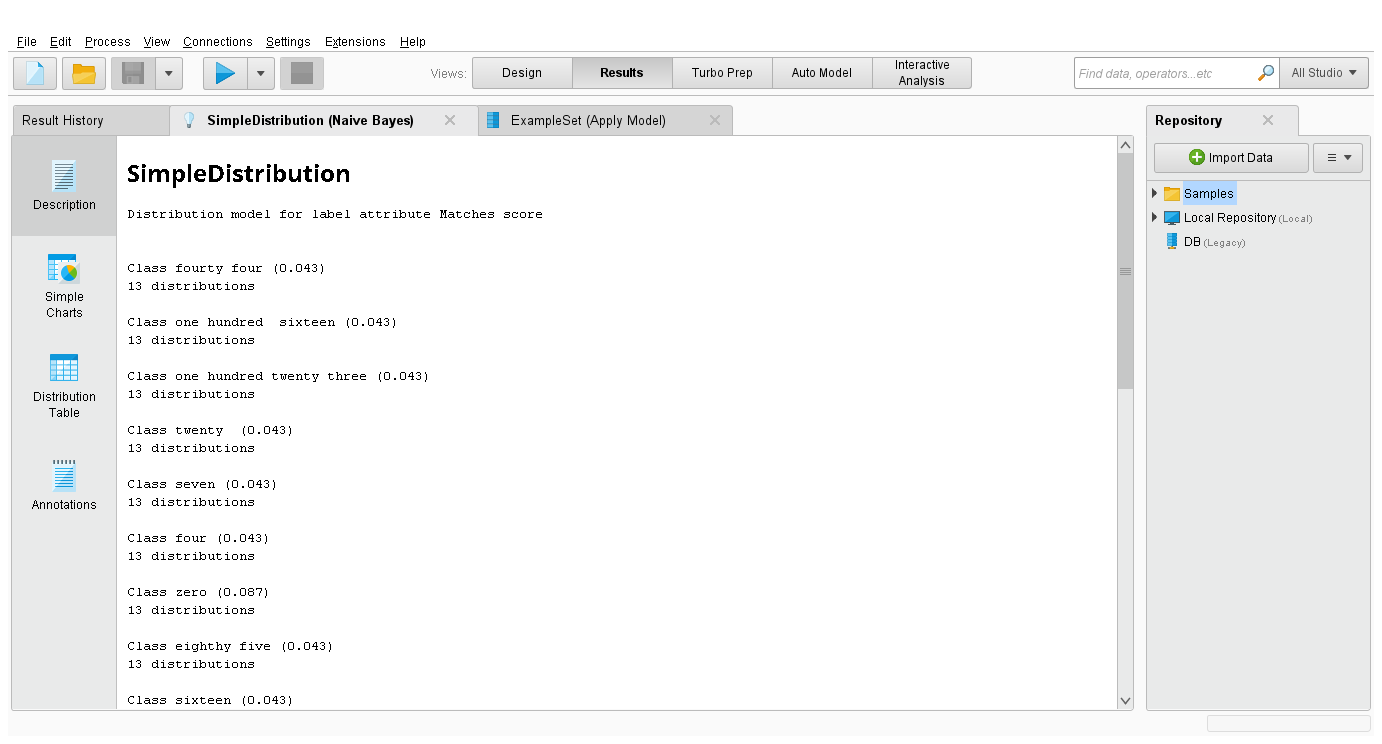 File Edit Process View Connections Settings Extensions Help
Views: Design Results Turbo Prep Auto Model Interactive Analysis
Find data, operators...etc
All Studio
Result History
SimpleDistribution (Naive Bayes)
ExampleSet (Apply Model)
Description
Simple
Charts
Distribution
Table
Annotations
SimpleDistribution
Distribution model for label attribute Matches score
Class fourty four (0.043)
13 distributions
Class one hundred  sixteen (0.043)
13 distributions
Class one hundred twenty three (0.043)
13 distributions
Class twenty  (0.043)
13 distributions
Class seven (0.043)
13 distributions
Class four (0.043)
13 distributions
Class zero (0.087)
13 distributions
Class eighthy five (0.043)
13 distributions
Class sixteen (0.043)
Repository
Import Data
Samples
Local Repository (Local)
DB (Legacy)